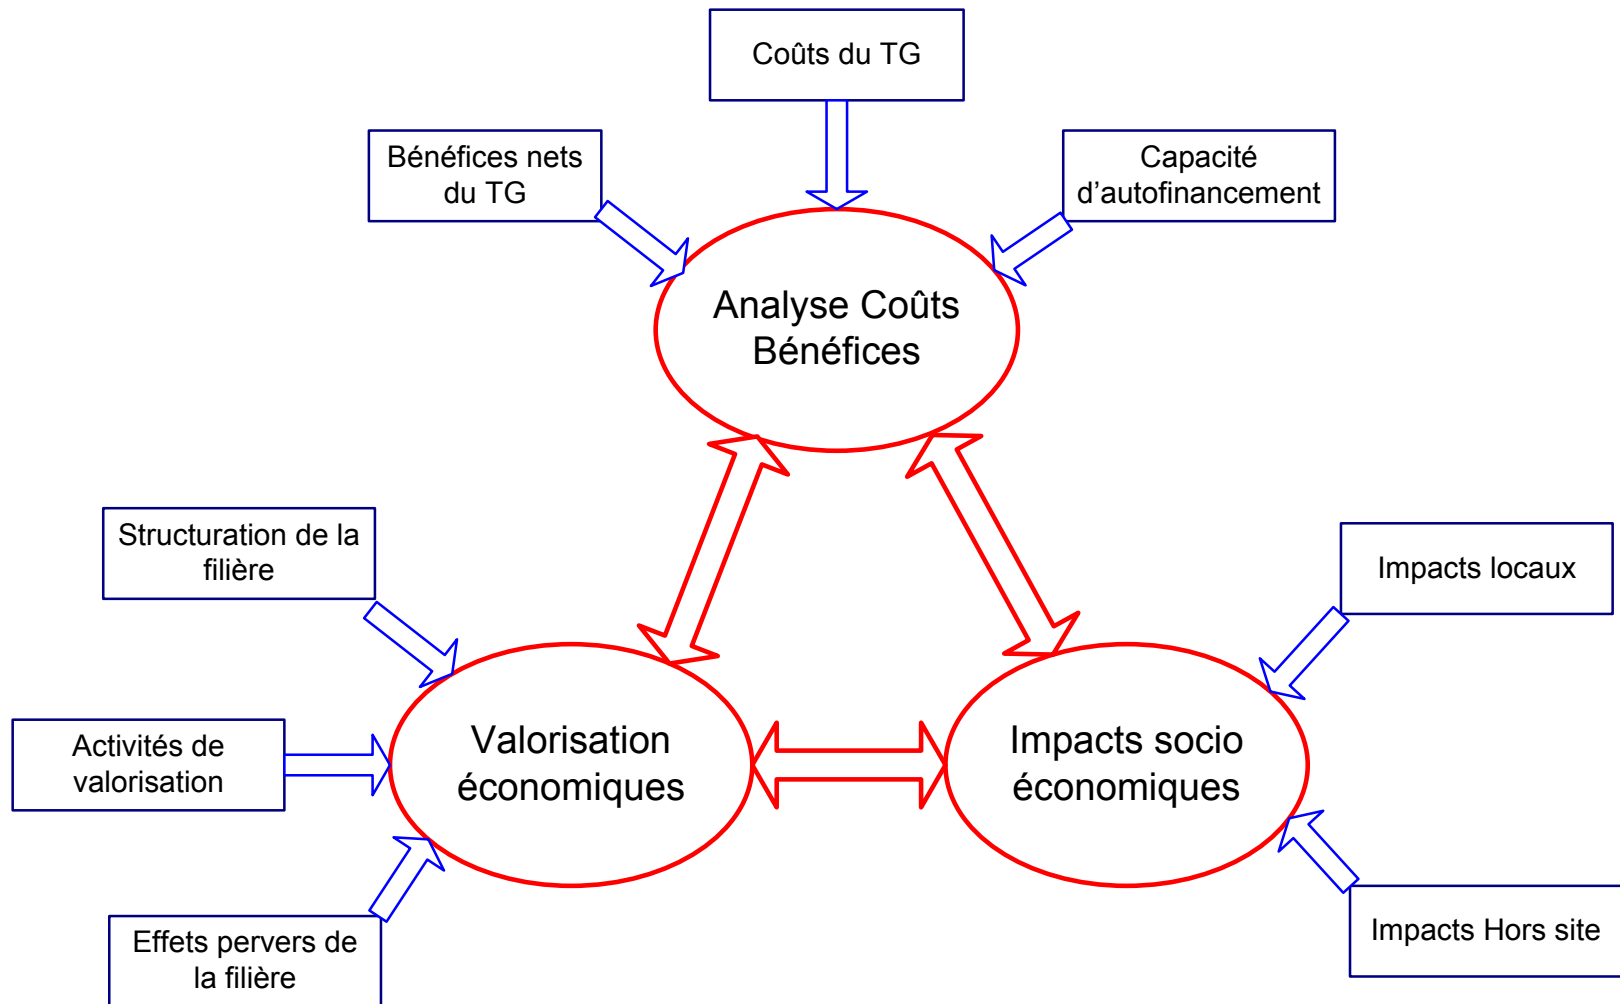 Coûts du TG
Bénéfices nets
du TG
Capacité
d’autofinancement
Analyse Coûts
Bénéfices
Structuration de la
filière
Impacts locaux
Activités de
valorisation
Valorisation
économiques
Impacts socio
économiques
Effets pervers de
la filière
Impacts Hors site